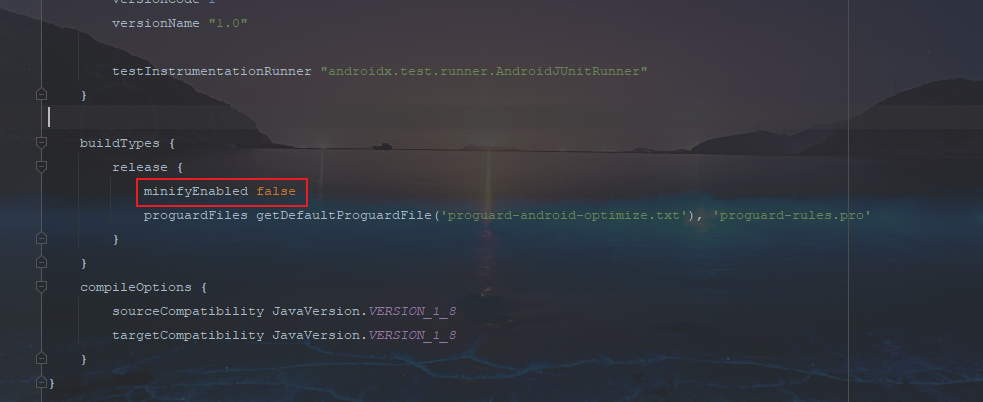 versionCode 1
versionName "1.0"
testInstrumentationRunner "androidx.test.runner.AndroidJUnitRunner"
}
buildTypes {
release {
minifyEnabled false
proguardFiles getDefaultProguardFile('proguard-android-optimize.txt'), 'proguard-rules.pro'
}
}
compileOptions {
sourceCompatibility JavaVersion.VERSION_1_8
targetCompatibility JavaVersion.VERSION_1_8
}
}